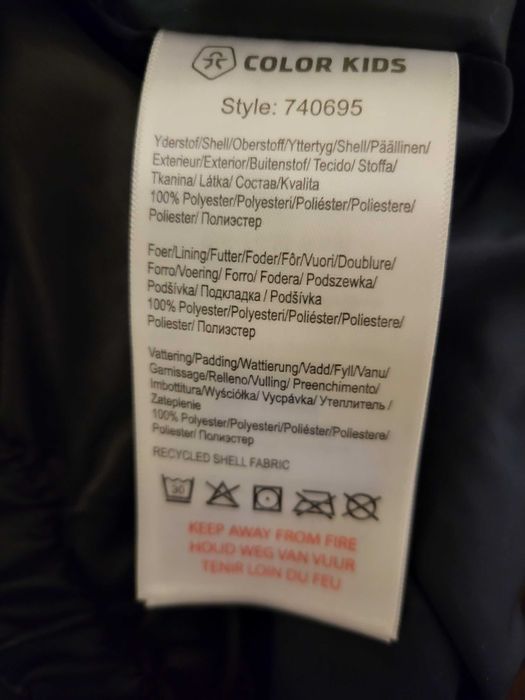 COLOR KIDS
Style: 740695
Yderstof/Shell/Oberstoff/Yttertyg/Shell/Päällinen/
Exterieur/Exterior/Buitenstof/ Tecido/ Stoffa/
Tkanina/ Látka/ Состав/Kvalita
100% Polyester/Polyesteri/Poliéster/Poliestere/
Poliester/ Полиэстер
Foer/Lining/Futter/Foder/Fôr/Vuori/Doublure/
Forro/Voering/ Forro/ Fodera/ Podszewka/
Podšívka/ Подкладка / Podšívka
100% Polyester/Polyesteri/Poliéster/Poliestere/
Poliester/ Полиэстер
Vattering/Padding/Wattierung/Vadd/Fyll/Vanu/
Garnissage/Relleno/Vulling/ Preenchimento/
Imbottitura/Wyściółka/ Vycpávka/ Утеплитель /
Zateplenie
100% Polyester/Polyesteri/Poliéster/Poliestere/
Poliester/ Полиэстер
RECYCLED SHELL FABRIC
30
KEEP AWAY FROM FIRE
HOUD WEG VAN VUUR
TENIR LOIN DU FEU